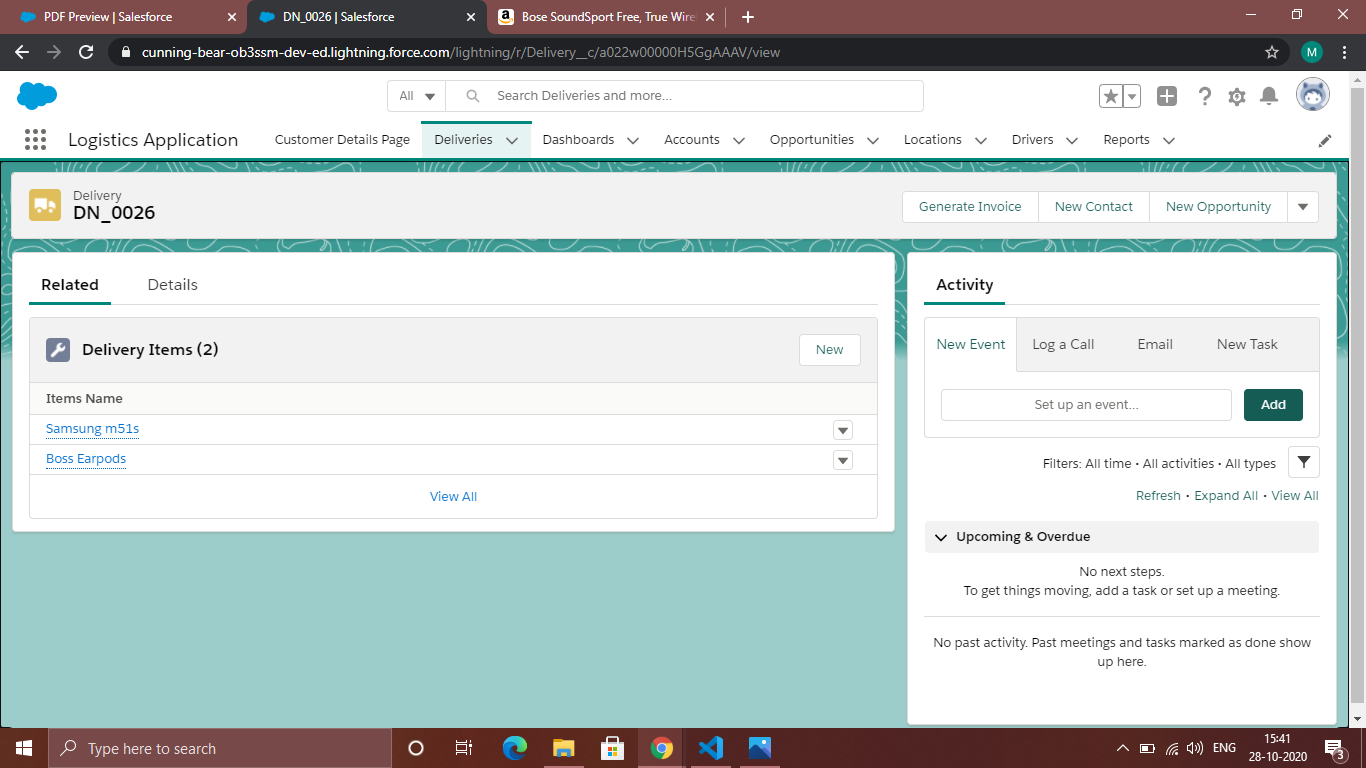 PDF Preview | Salesforce
DN_0026 | Salesforce
Bose SoundSport Free, True Wire
cunning-bear-ob3ssm-dev-ed.lightning.force.com/lightning/r/Delivery__c/a022w00000H5GgAAAV/view
M
All
Search Deliveries and more...
Logistics Application
Customer Details Page
Deliveries
Dashboards
Accounts
Opportunities
Locations
Drivers
Reports
Delivery
DN_0026
Generate Invoice
New Contact
New Opportunity
Related
Details
Delivery Items (2)
New
Items Name
Samsung m51s
Boss Earpods
View All
Activity
New Event
Log a Call
Email
New Task
Set up an event...
Add
Filters: All time • All activities • All types
Refresh • Expand All • View All
Upcoming & Overdue
No next steps.
To get things moving, add a task or set up a meeting.
No past activity. Past meetings and tasks marked as done show
up here.
Type here to search
ENG
15:41
28-10-2020
3